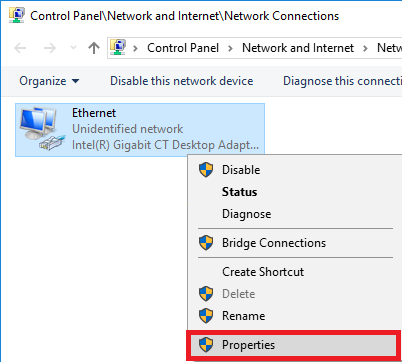 Control Panel\Network and Internet\Network Connections
Control Panel Network and Internet
Organize Disable this network device Diagnose this connecti
Ethernet
Unidentified network
Intel(R) Gigabit CT Desktop Adapt...
Disable
Status
Diagnose
Bridge Connections
Create Shortcut
Delete
Rename
Properties